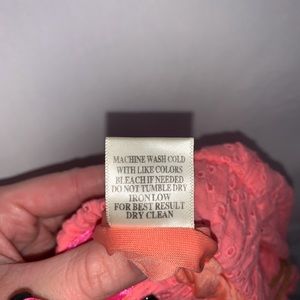 MACHINE WASH COLD
WITH LIKE COLORS
BLEACH IF NEEDED
DO NOT TUMBLE DRY
IRON LOW
FOR BEST RESULT
DRY CLEAN